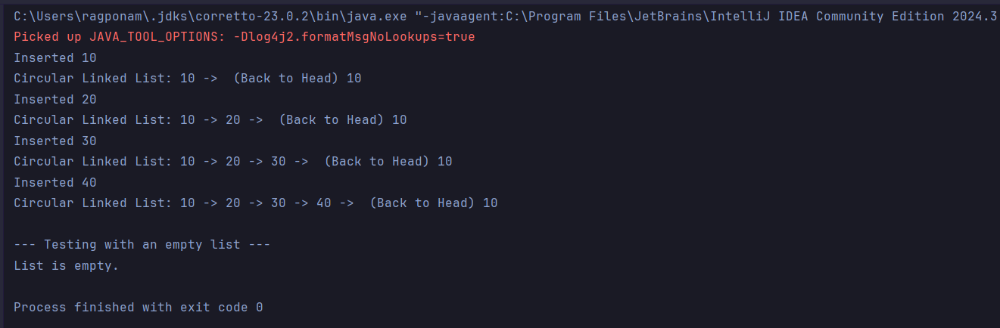 C:\Users\ragponam\.jdks\corretto-23.0.2\bin\java.exe "-javaagent:C:\Program Files\JetBrains\IntelliJ IDEA Community Edition 2024.3
Picked up JAVA_TOOL_OPTIONS: -Dlog4j2.formatMsgNoLookups=true
Inserted 10
Circular Linked List: 10 ->  (Back to Head) 10
Inserted 20
Circular Linked List: 10 -> 20 ->  (Back to Head) 10
Inserted 30
Circular Linked List: 10 -> 20 -> 30 ->  (Back to Head) 10
Inserted 40
Circular Linked List: 10 -> 20 -> 30 -> 40 ->  (Back to Head) 10
--- Testing with an empty list ---
List is empty.
Process finished with exit code 0